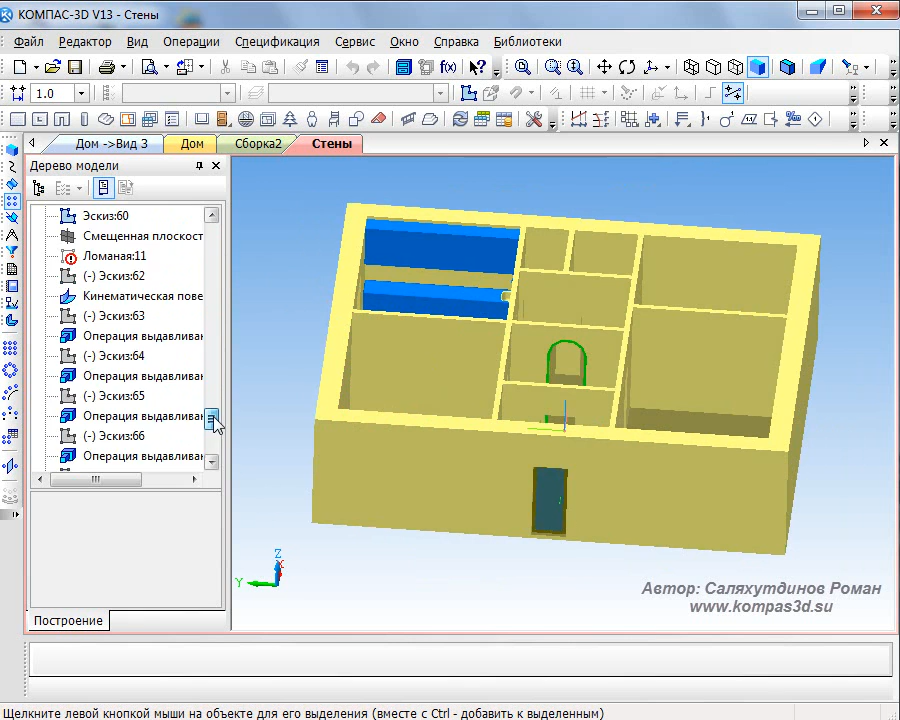 КОМПАС-3D V13 - Стены
Файл Редактор Вид Операции Спецификация Сервис Окно Справка Библиотеки
f(x)
1.0
Дом ->Вид 3 Дом Сборка2 Стены
Дерево модели
Эскиз:60
Смещенная плоскост
Ломаная:11
(-) Эскиз:62
Кинематическая пове
(-) Эскиз:63
Операция выдавливан
(-) Эскиз:64
Операция выдавливан
(-) Эскиз:65
Операция выдавливан
(-) Эскиз:66
Операция выдавливан
Z
X
Y
Автор: Саляхутдинов Роман
www.kompas3d.su
Построение
Щелкните левой кнопкой мыши на объекте для его выделения (вместе с Ctrl - добавить к выделенным)